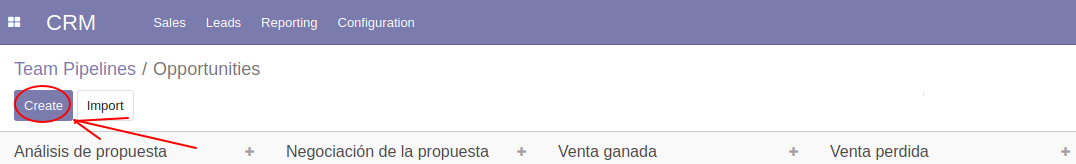 CRM Sales Leads Reporting Configuration
Team Pipelines / Opportunities
Create Import
Análisis de propuesta + Negociación de la propuesta + Venta ganada + Venta perdida +